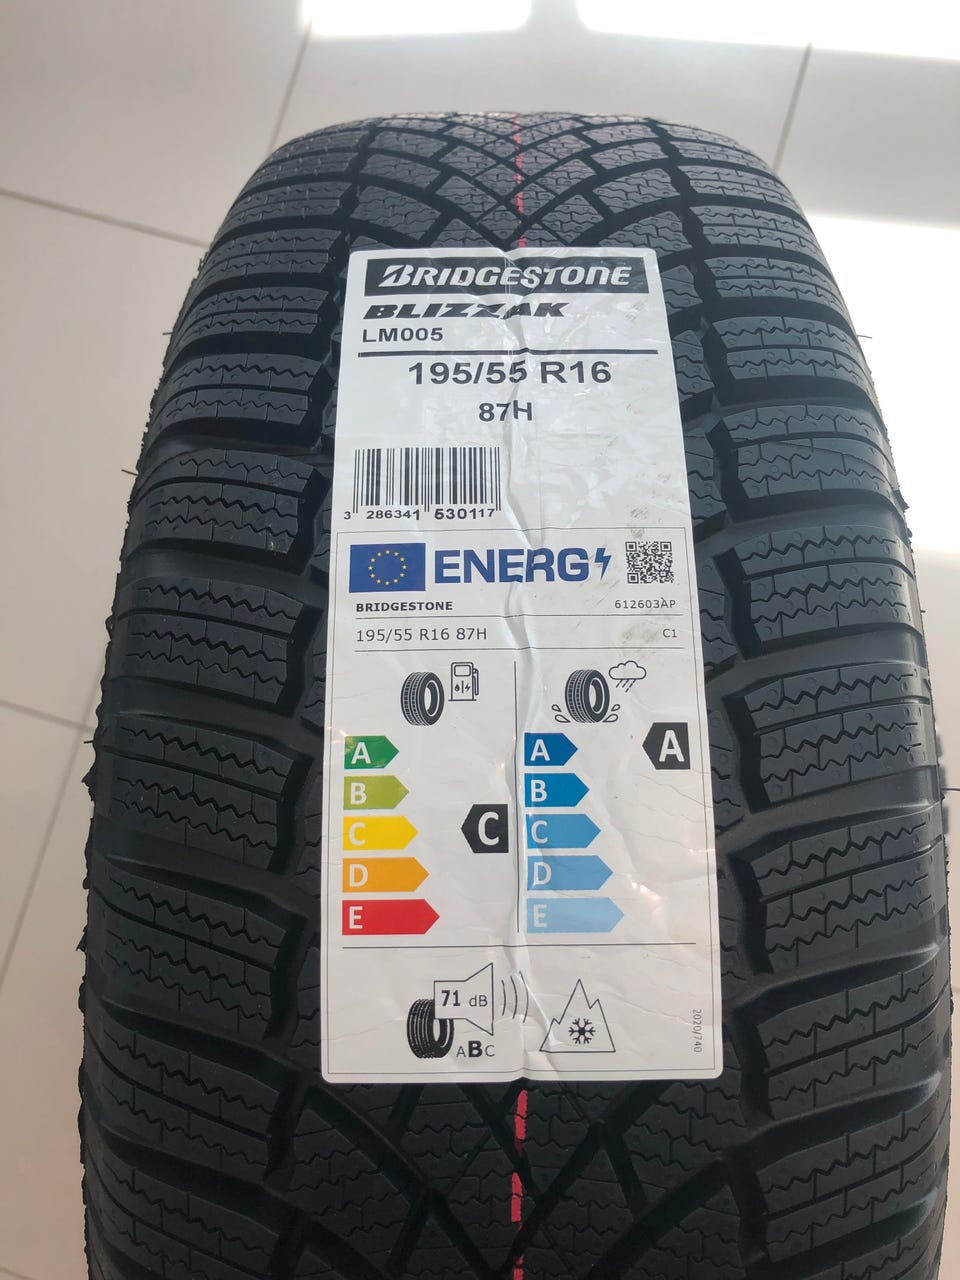 BRIDGESTONE
BLIZZAK
LM005
195/55 R16
87H
3 286341 530117
ENERG
BRIDGESTONE 612603AP
195/55 R16 87H C1
A A A
B B
C C C
D D
E E
71 dB
ABC
2020/740